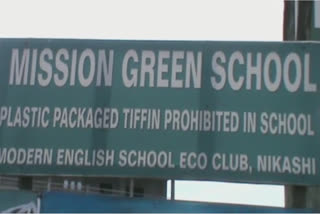 MISSION GREEN SCHOOL
PLASTIC PACKAGED TIFFIN PROHIBITED IN SCHOOL
MODERN ENGLISH SCHOOL ECO CLUB, NIKASHI